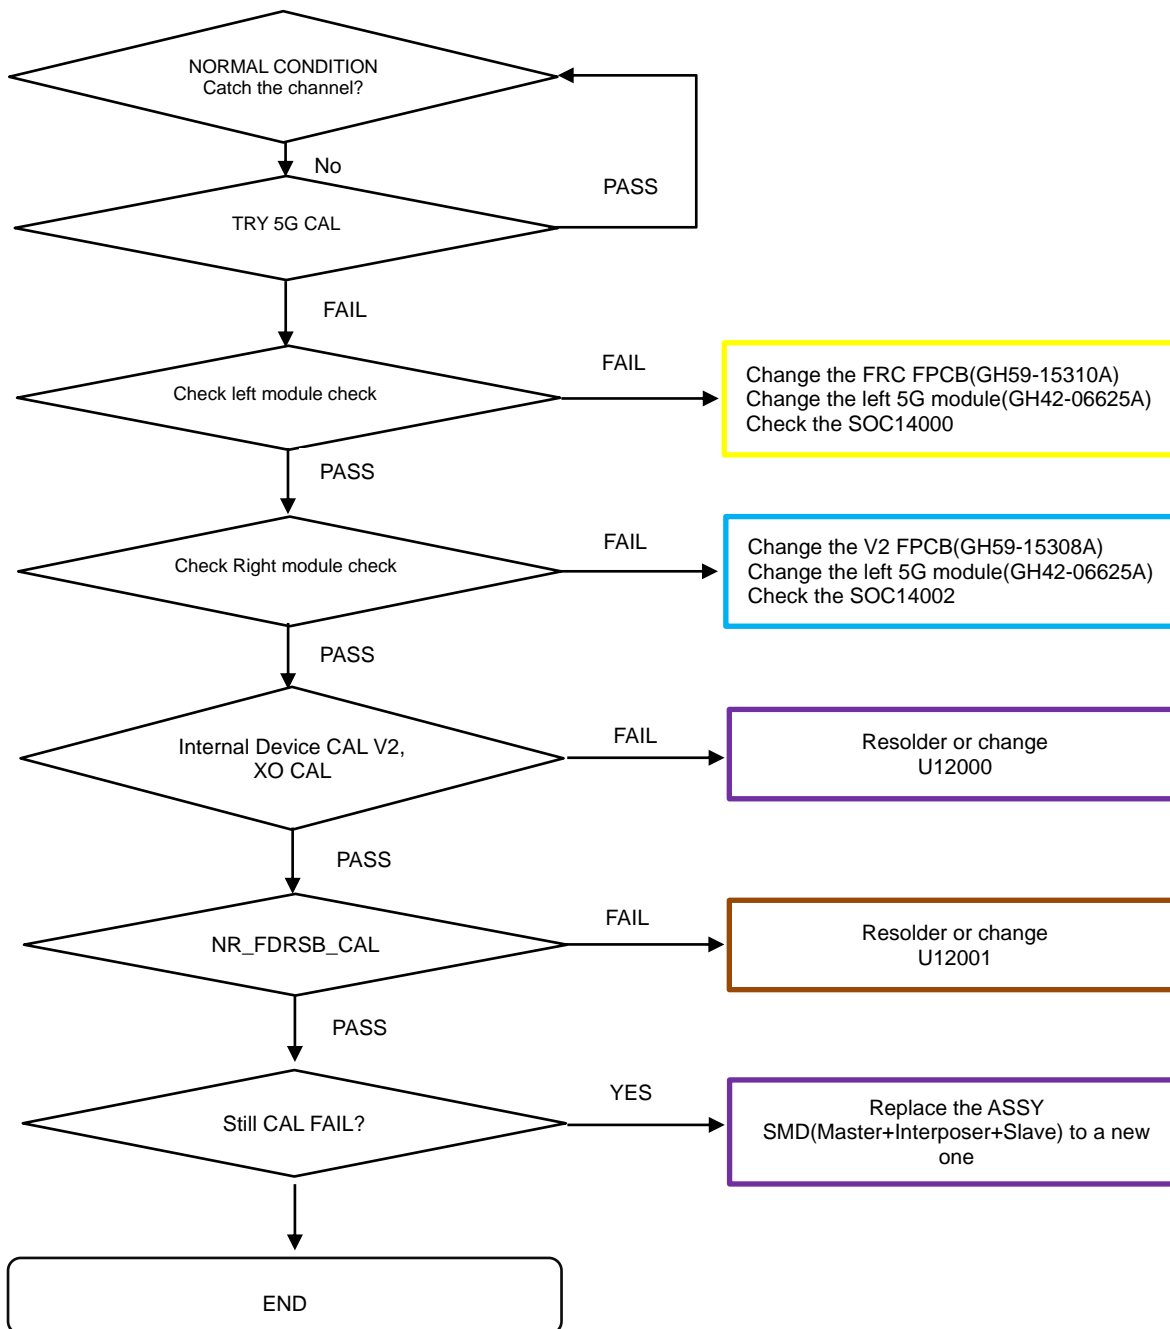 NORMAL CONDITION
Catch the channel?
No
PASS
TRY 5G CAL
FAIL
Check left module check
FAIL
Change the FRC FPCB(GH59-15310A)
Change the left 5G module(GH42-06625A)
Check the SOC14000
PASS
Check Right module check
FAIL
Change the V2 FPCB(GH59-15308A)
Change the left 5G module(GH42-06625A)
Check the SOC14002
PASS
Internal Device CAL V2,
XO CAL
FAIL
Resolder or change
U12000
PASS
NR_FDRSB_CAL
FAIL
Resolder or change
U12001
PASS
Still CAL FAIL?
YES
Replace the ASSY
SMD(Master+Interposer+Slave) to a new
one
END